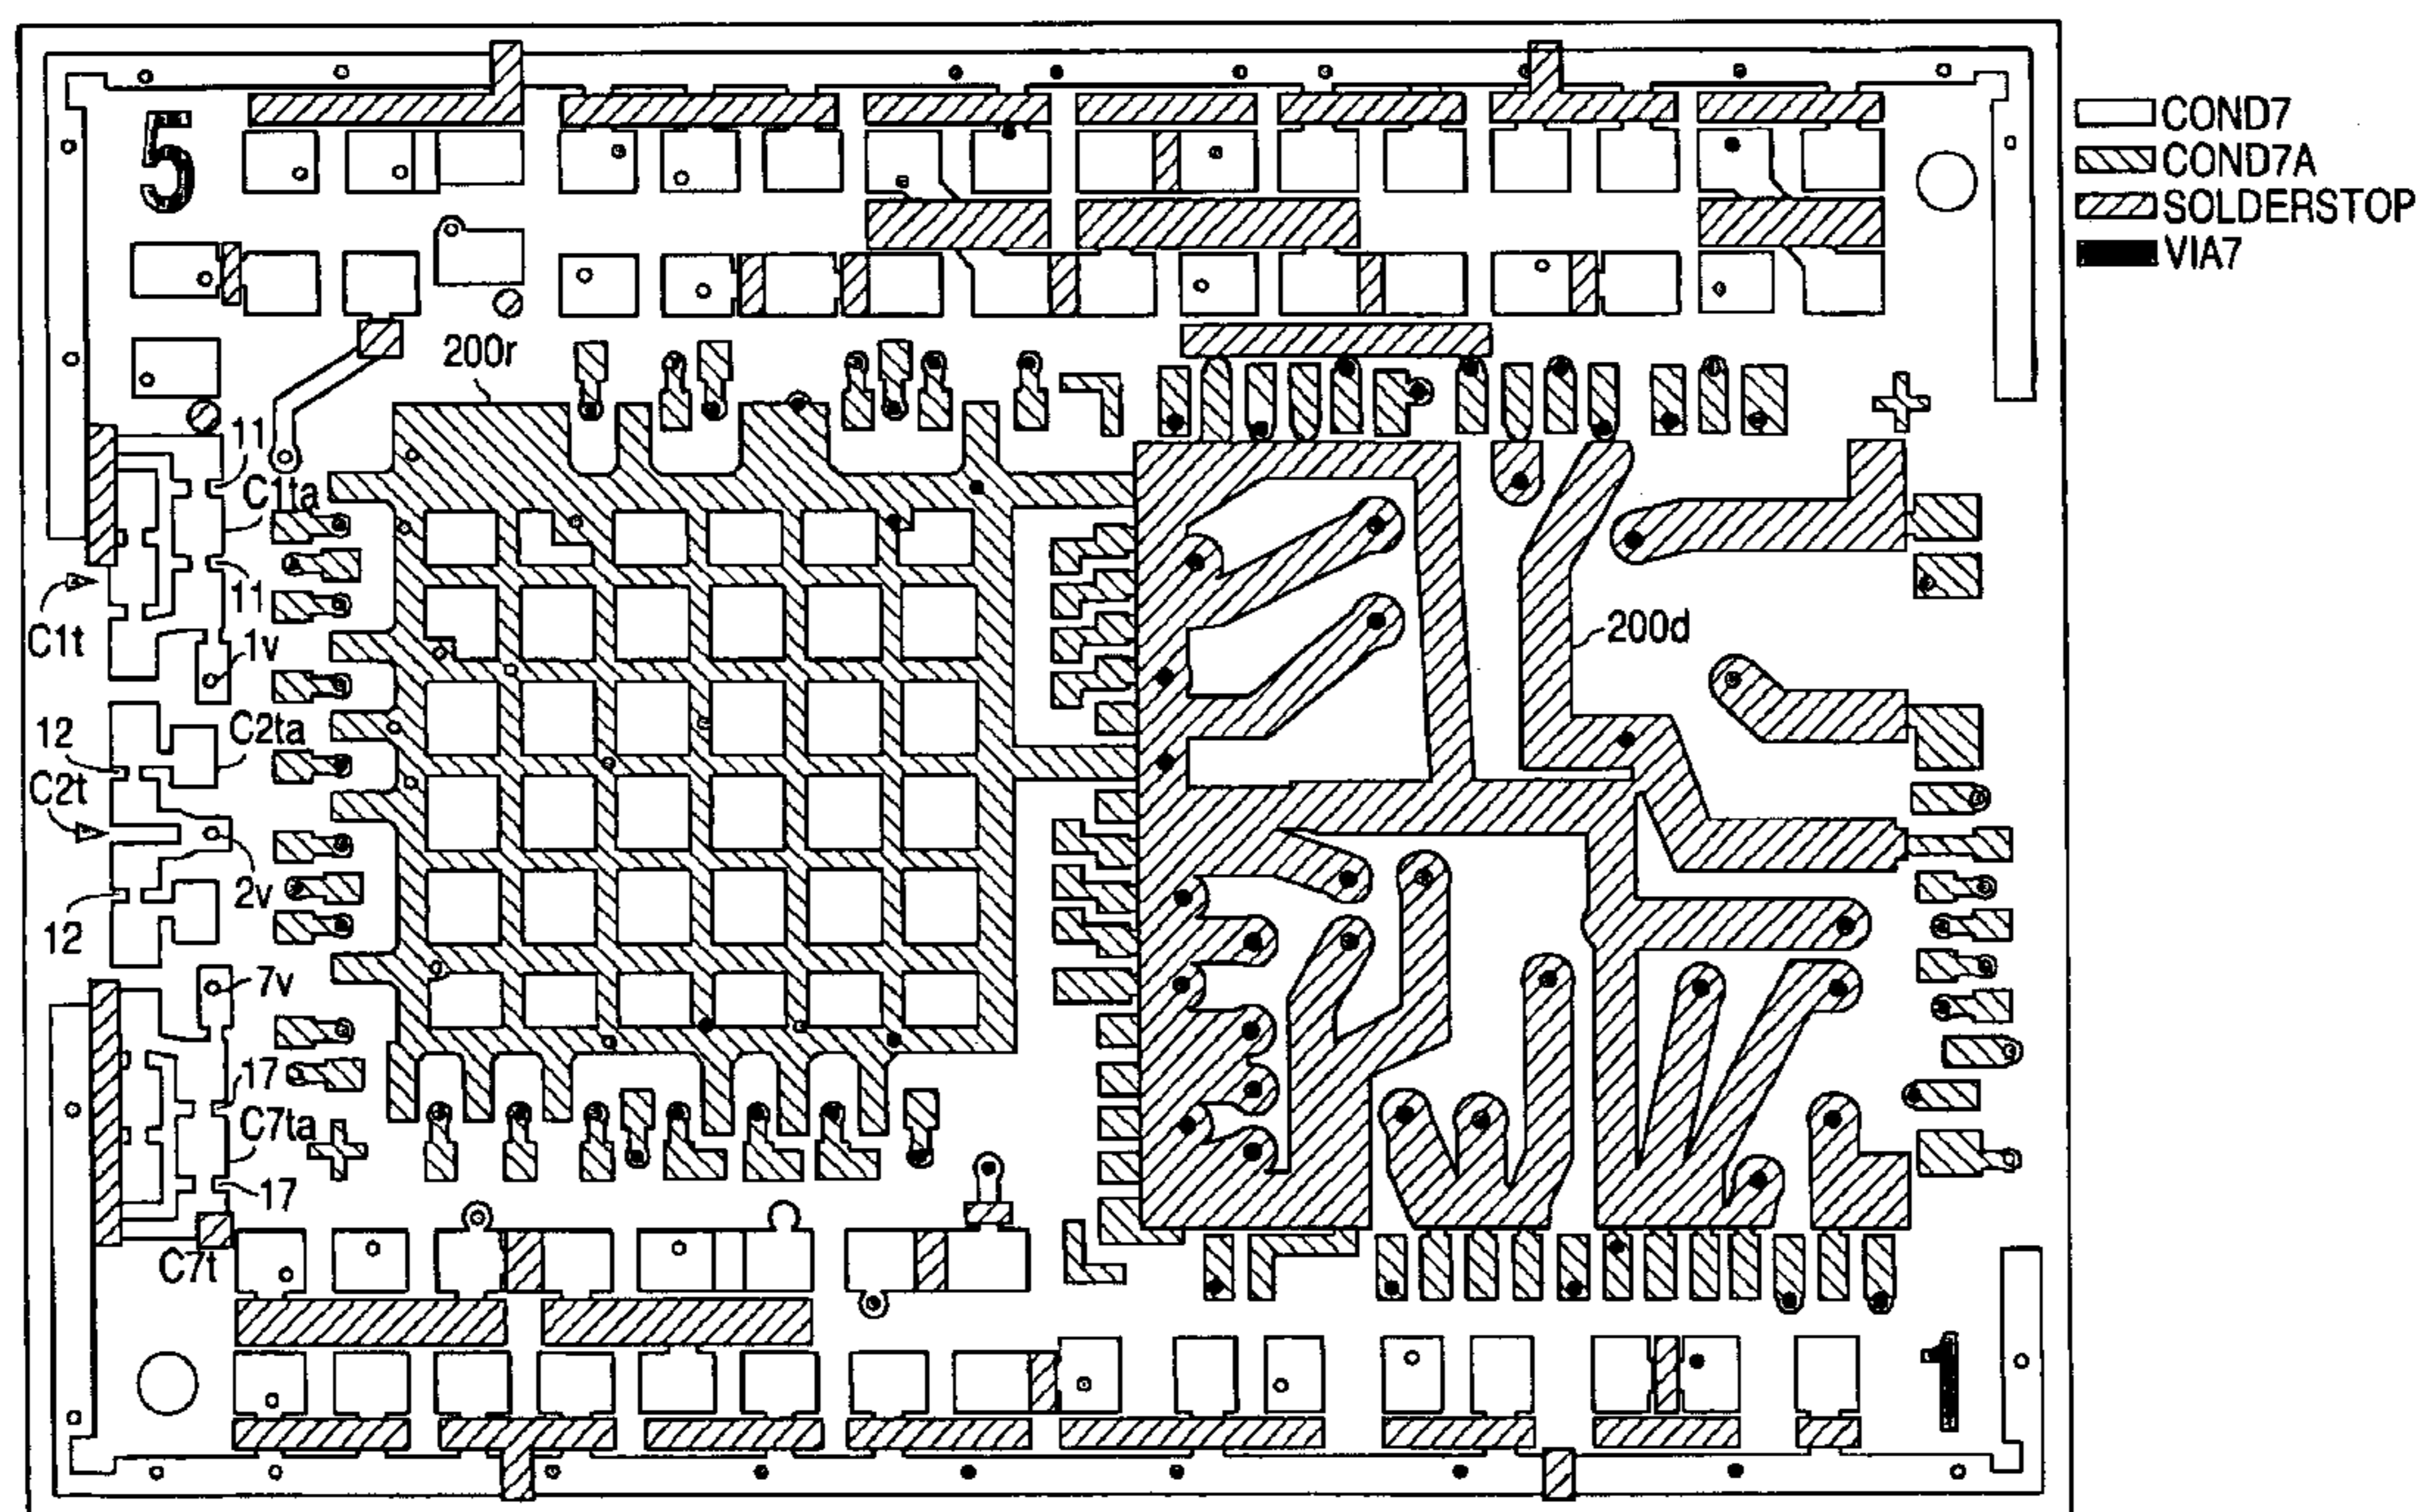 5
COND7
COND7A
SOLDERSTOP
VIA7
200r
11
C1ta
11
C1t
1v
200d
12
C2ta
C2t
2v
12
7v
17
C7ta
17
C7t
1